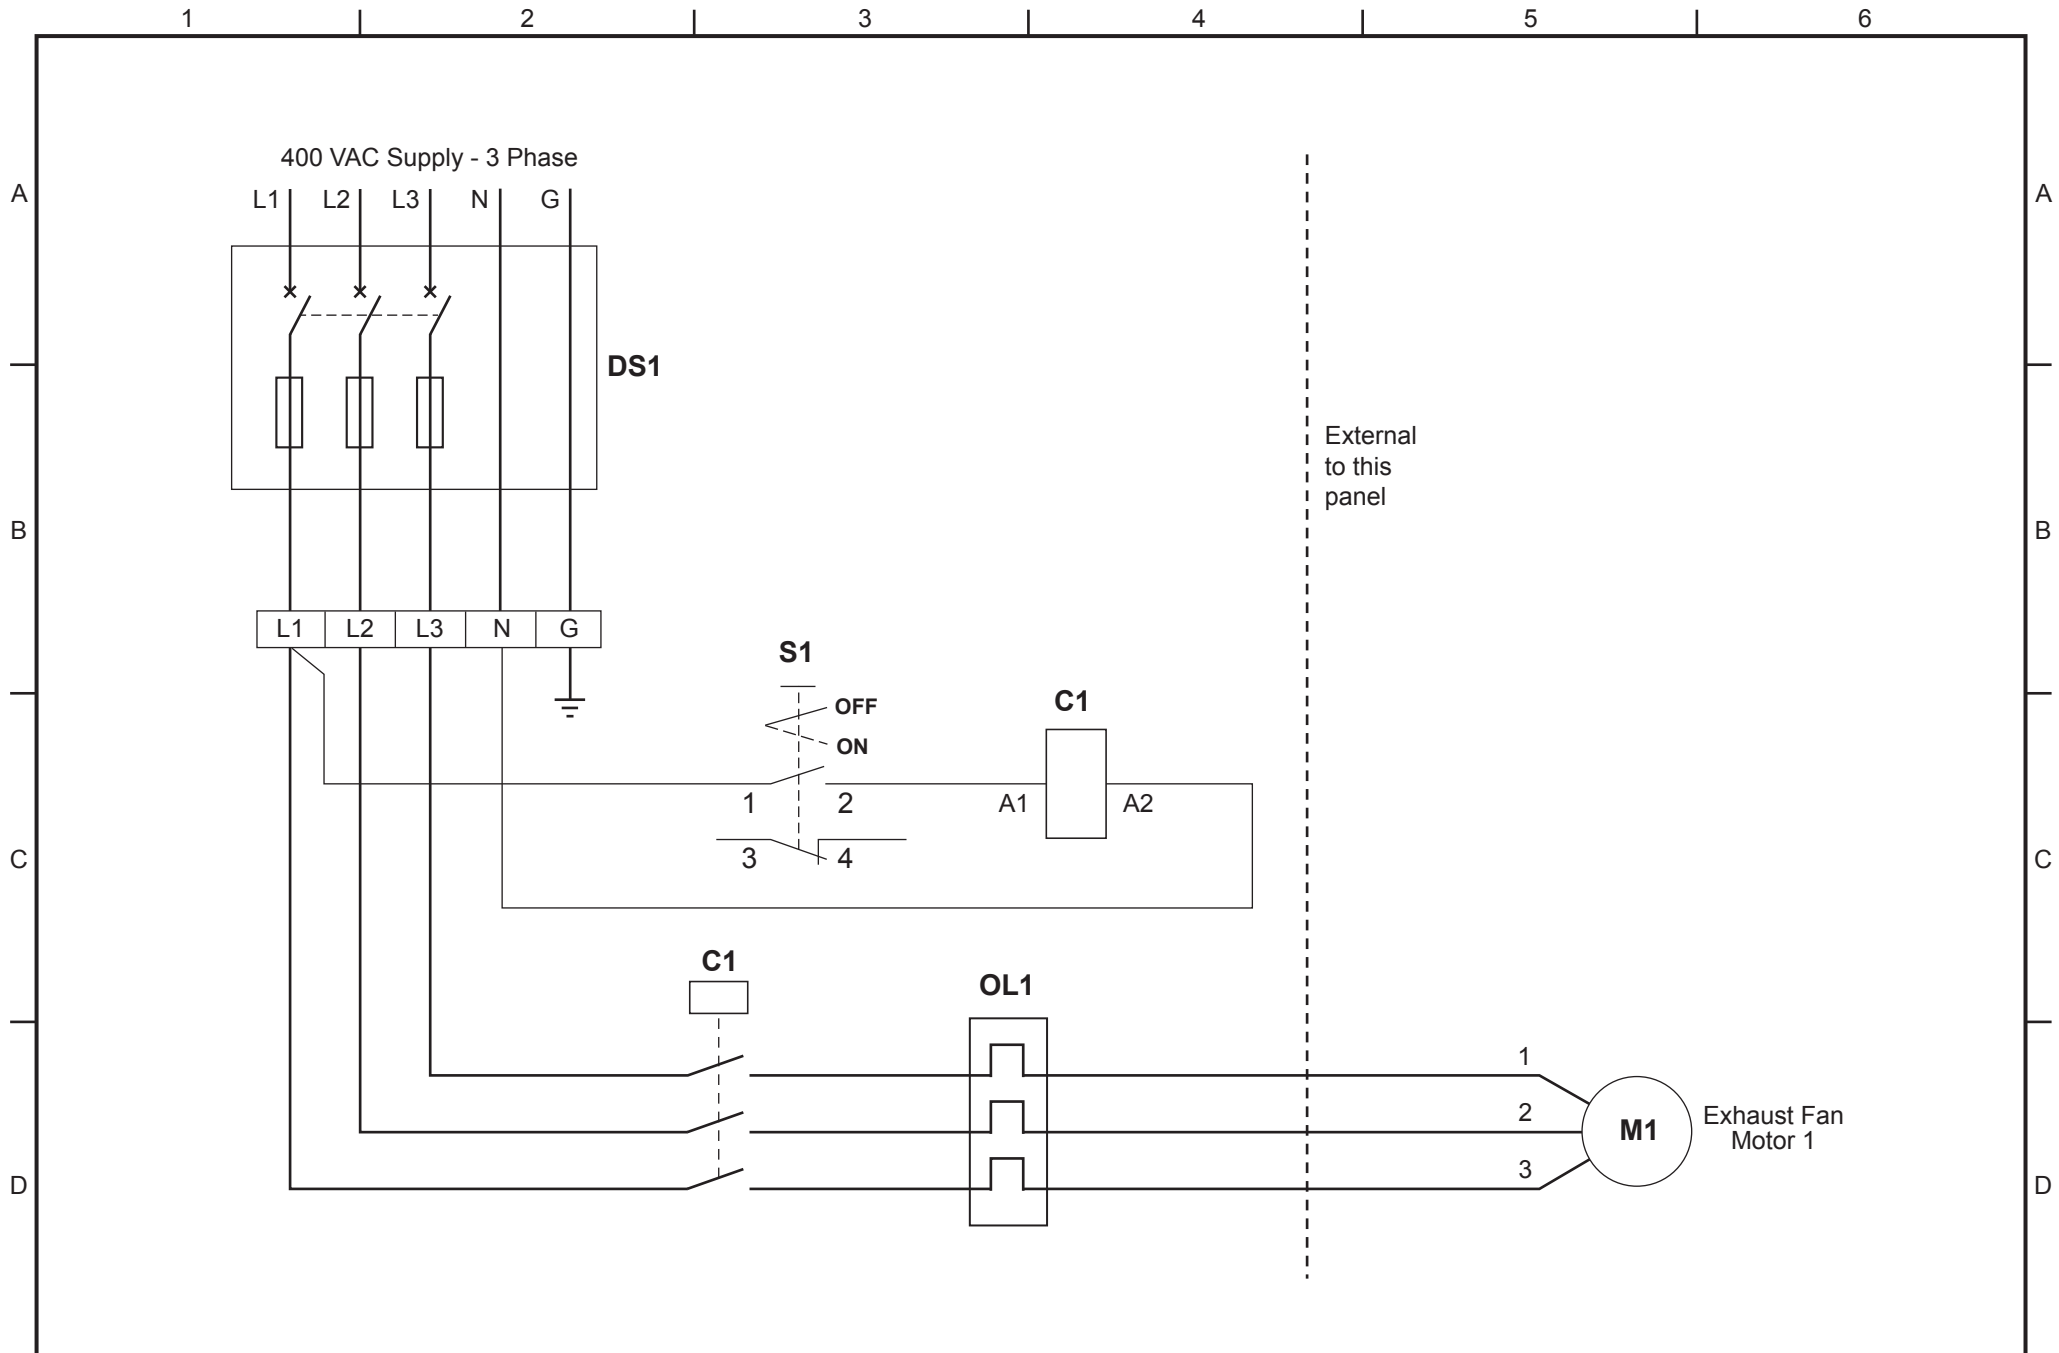 1 2 3 4 5 6
400 VAC Supply - 3 Phase
A A
L1 L2 L3 N G
DS1
External
to this
panel
B B
L1 L2 L3 N G
S1
C1
OFF
ON
1 2 A1 A2
3 4
C C
C1
OL1
1
2
M1
Exhaust Fan
Motor 1
3
D D